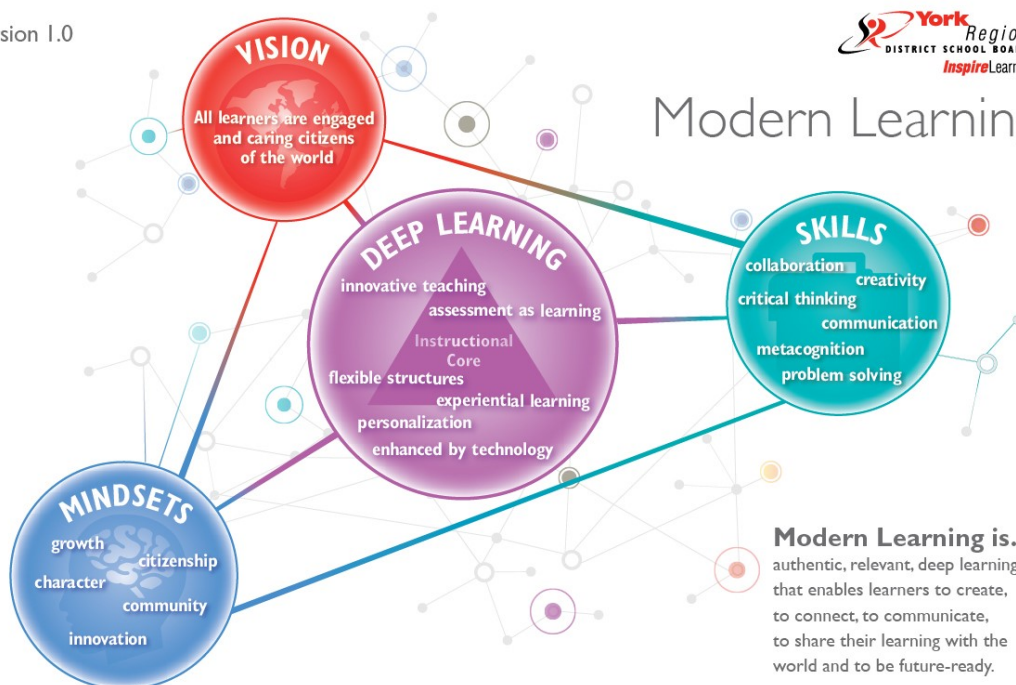 sion 1.0
York
Regio
DISTRICT SCHOOL BOA
InspireLearn
Modern Learnin
VISION
All learners are engaged
and caring citizens
of the world
DEEP LEARNING
innovative teaching
assessment as learning
Instructional
Core
flexible structures
experiential learning
personalization
enhanced by technology
SKILLS
collaboration
creativity
critical thinking
communication
metacognition
problem solving
MINDSETS
growth
citizenship
character
community
innovation
Modern Learning is.
authentic, relevant, deep learning
that enables learners to create,
to connect, to communicate,
to share their learning with the
world and to be future-ready.